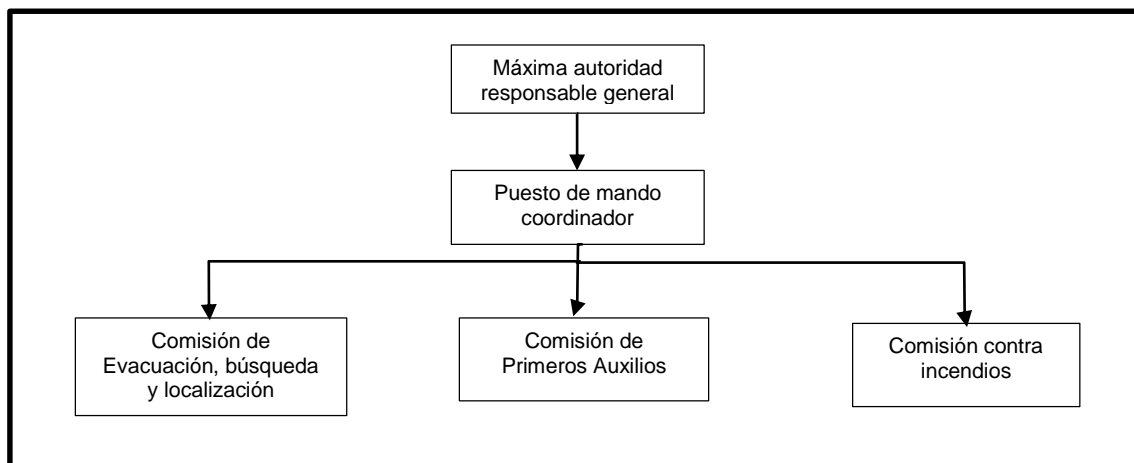 Máxima autoridad
responsable general
Puesto de mando
coordinador
Comisión de
Evacuación, búsqueda
y localización
Comisión de
Primeros Auxilios
Comisión contra
incendios